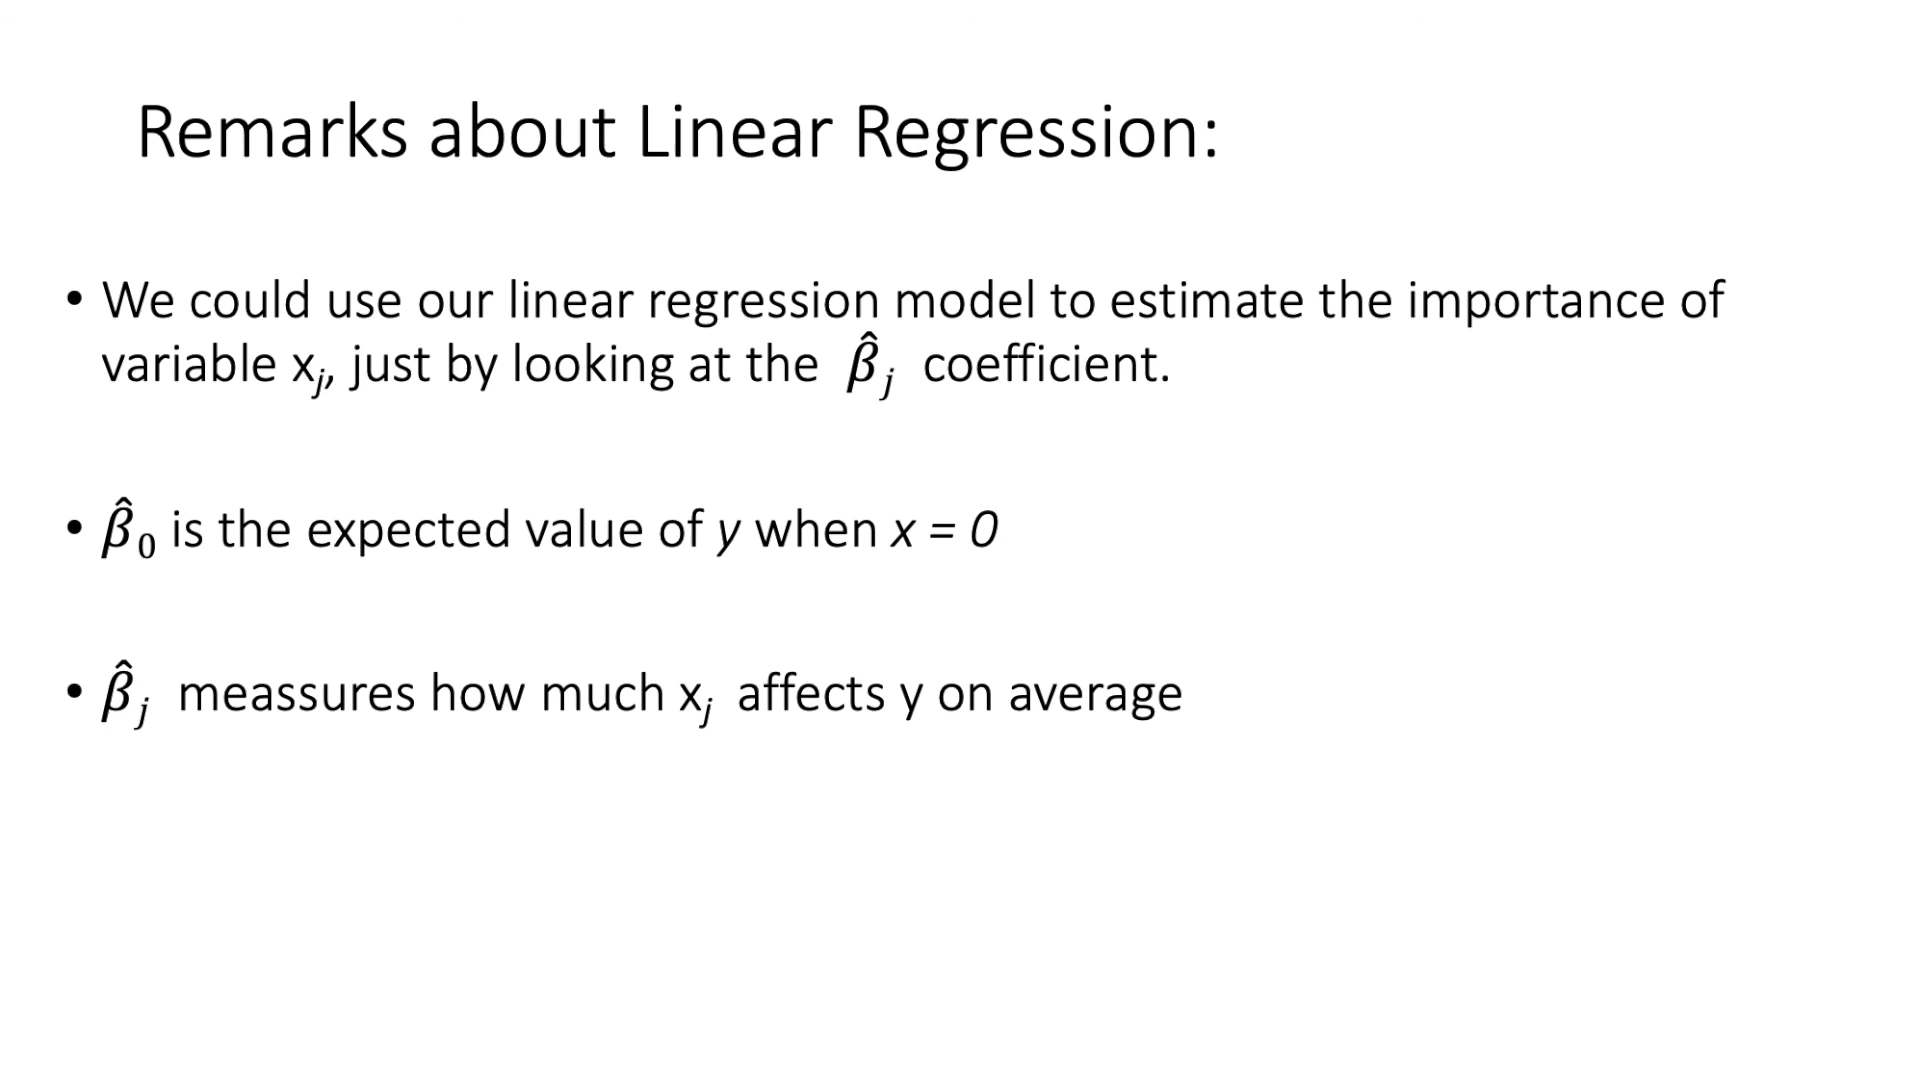 Remarks about Linear Regression:
• We could use our linear regression model to estimate the importance of
variable xⱼ, just by looking at the β̂ⱼ coefficient.
• β̂₀ is the expected value of y when x = 0
• β̂ⱼ meassures how much xⱼ affects y on average